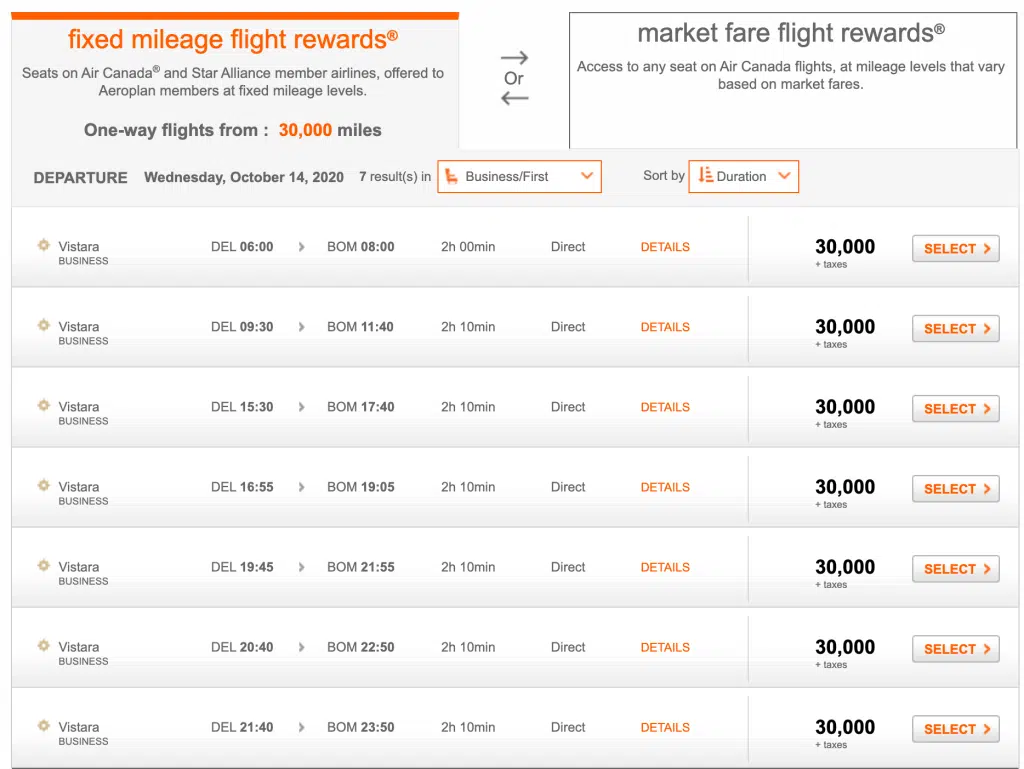 fixed mileage flight rewards®
Seats on Air Canada® and Star Alliance member airlines, offered to
Aeroplan members at fixed mileage levels.
One-way flights from : 30,000 miles
Or
market fare flight rewards®
Access to any seat on Air Canada flights, at mileage levels that vary
based on market fares.
DEPARTURE Wednesday, October 14, 2020 7 result(s) in Business/First Sort by Duration
Vistara DEL 06:00 BOM 08:00 2h 00min Direct DETAILS 30,000 SELECT
BUSINESS + taxes
Vistara DEL 09:30 BOM 11:40 2h 10min Direct DETAILS 30,000 SELECT
BUSINESS + taxes
Vistara DEL 15:30 BOM 17:40 2h 10min Direct DETAILS 30,000 SELECT
BUSINESS + taxes
Vistara DEL 16:55 BOM 19:05 2h 10min Direct DETAILS 30,000 SELECT
BUSINESS + taxes
Vistara DEL 19:45 BOM 21:55 2h 10min Direct DETAILS 30,000 SELECT
BUSINESS + taxes
Vistara DEL 20:40 BOM 22:50 2h 10min Direct DETAILS 30,000 SELECT
BUSINESS + taxes
Vistara DEL 21:40 BOM 23:50 2h 10min Direct DETAILS 30,000 SELECT
BUSINESS + taxes